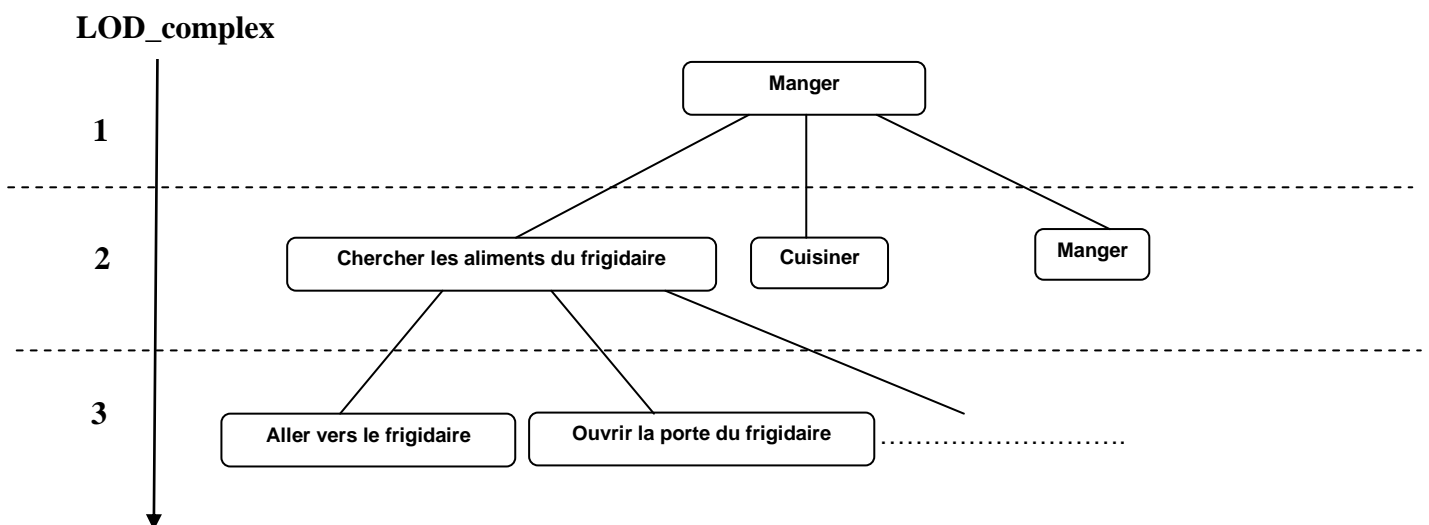 LOD_complex
Manger
1
2
Chercher les aliments du frigidaire
Cuisiner
Manger
3
Aller vers le frigidaire
Ouvrir la porte du frigidaire
............................